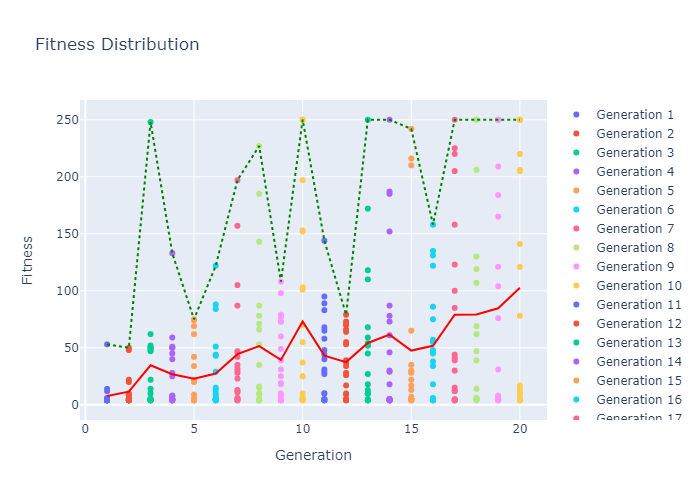 Fitness Distribution
Fitness
250
200
150
100
50
0
0
5
10
15
20
Generation
Generation 1
Generation 2
Generation 3
Generation 4
Generation 5
Generation 6
Generation 7
Generation 8
Generation 9
Generation 10
Generation 11
Generation 12
Generation 13
Generation 14
Generation 15
Generation 16
Generation 17